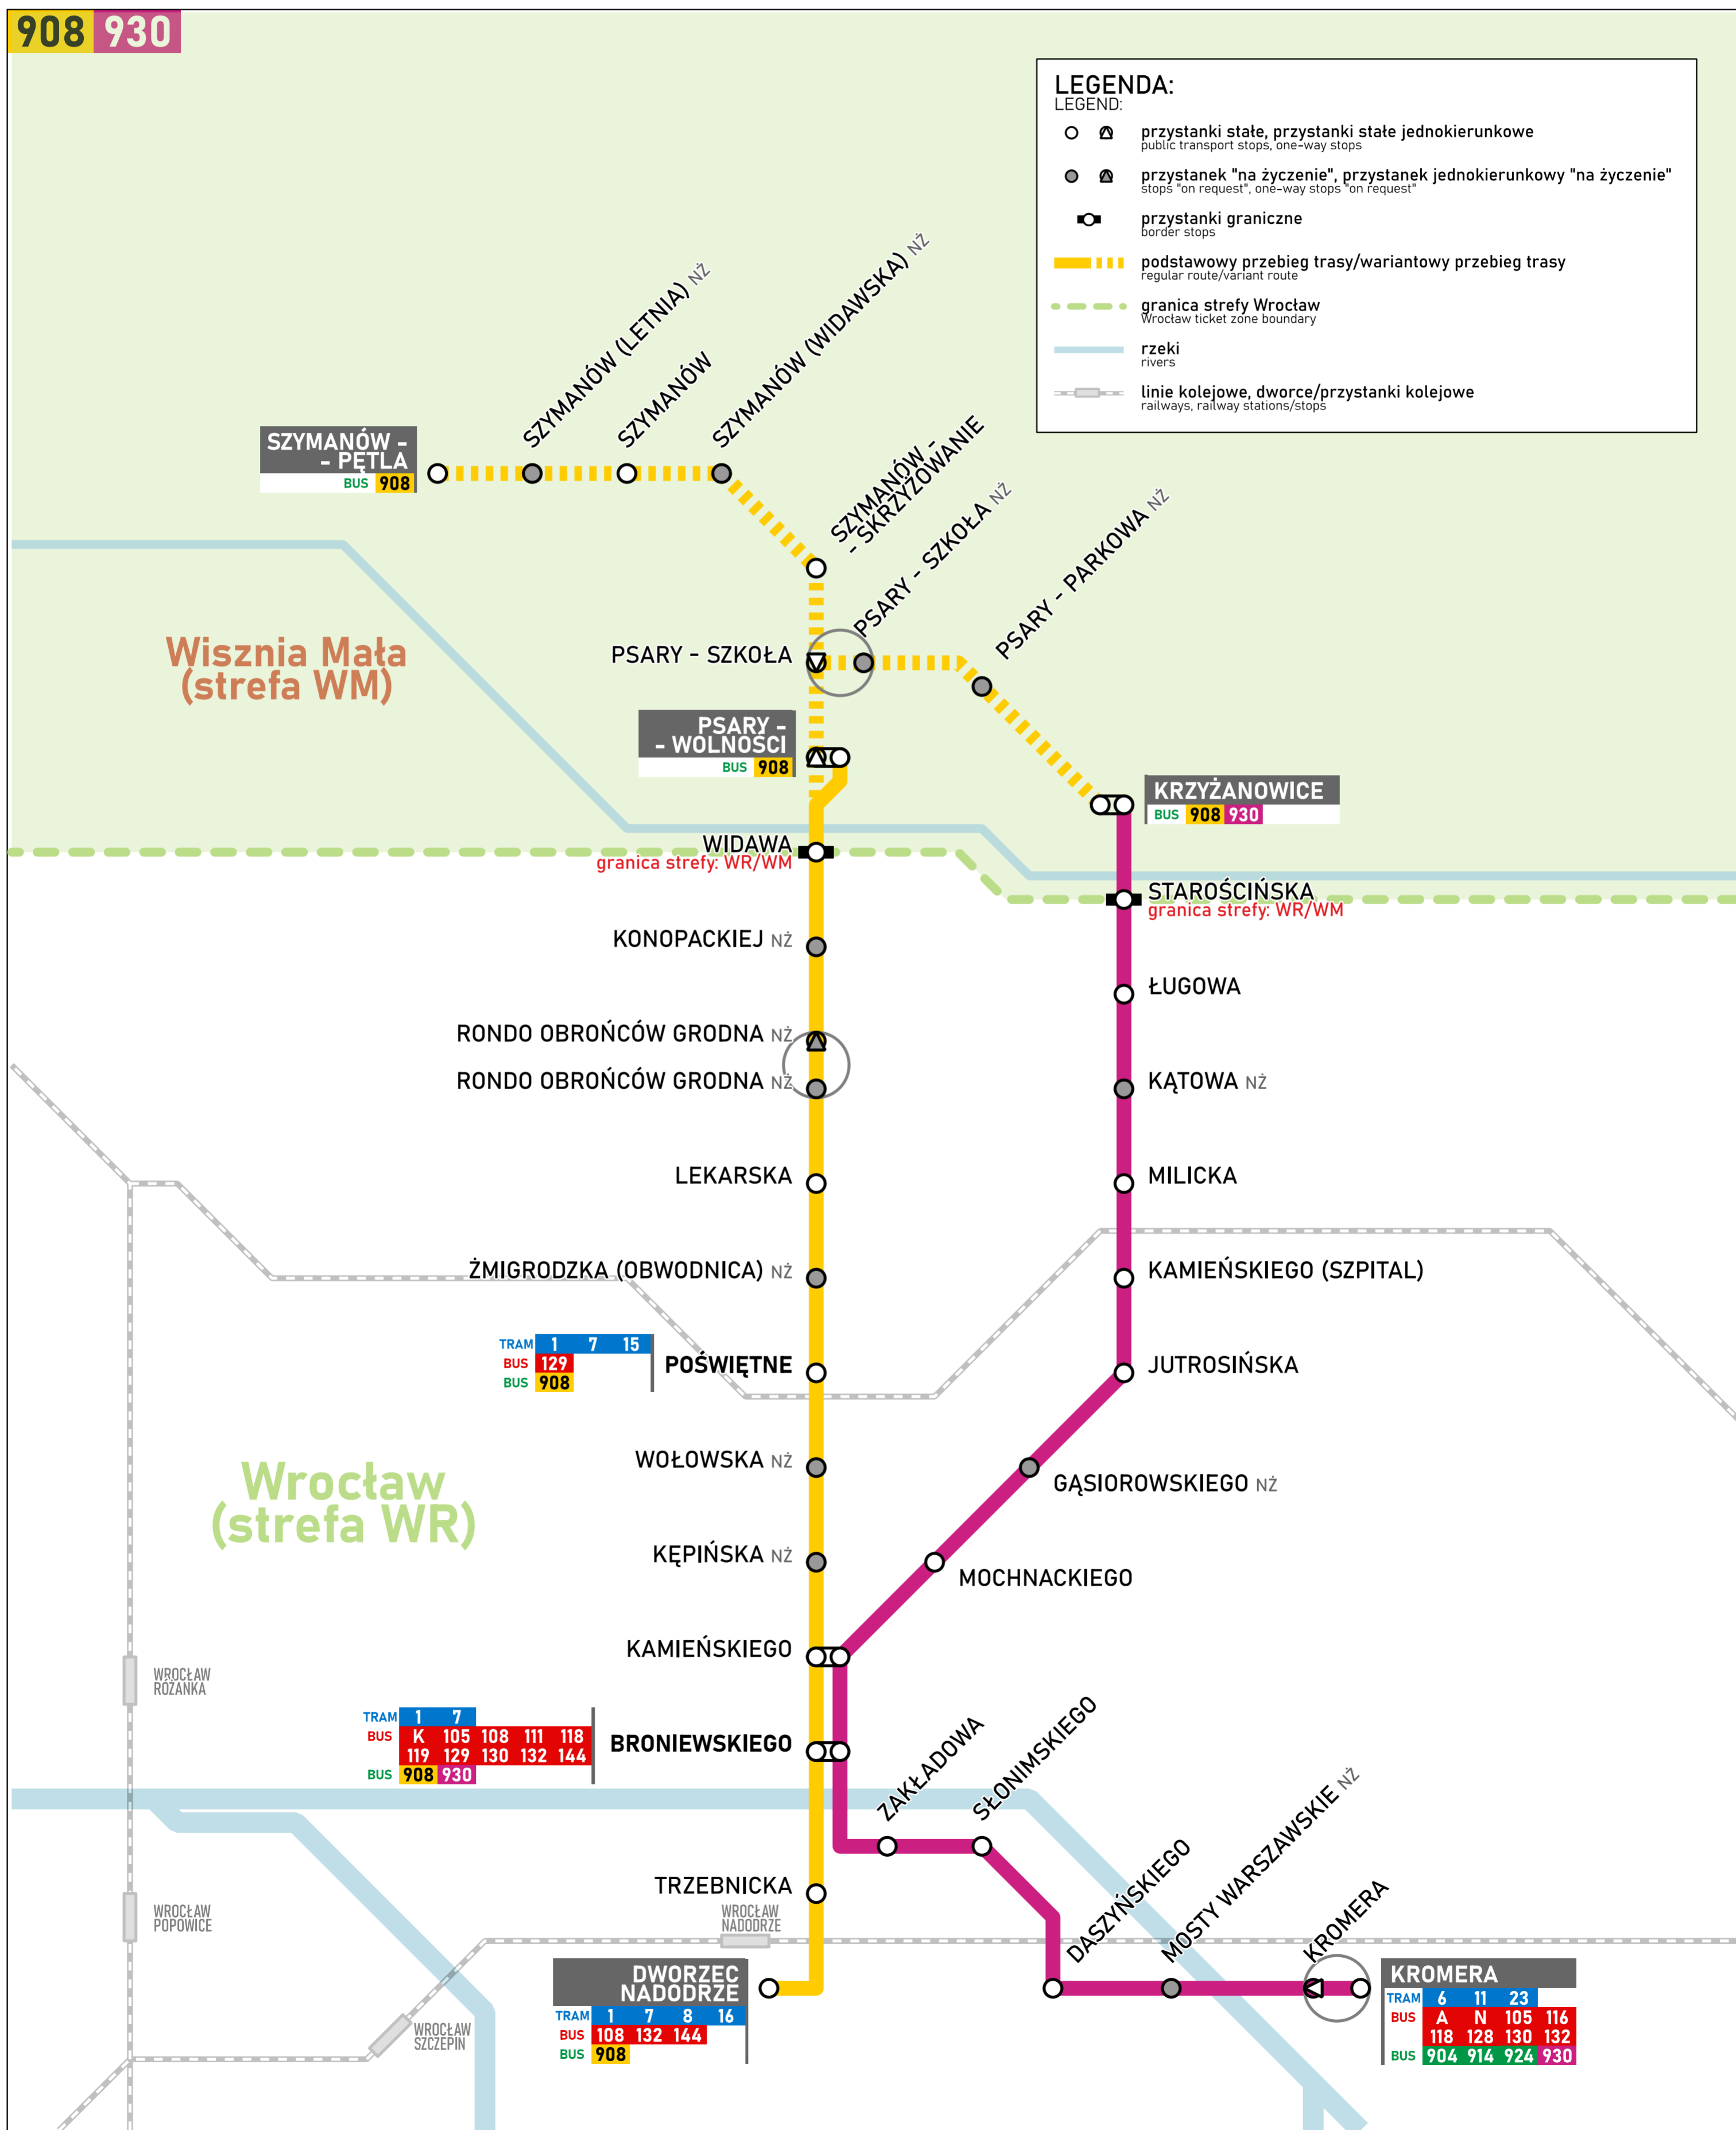 908 930
LEGENDA:
LEGEND:
przystanki stałe, przystanki stałe jednokierunkowe
public transport stops, one-way stops
przystanek "na życzenie", przystanek jednokierunkowy "na życzenie"
stops "on request", one-way stops "on request"
przystanki graniczne
border stops
podstawowy przebieg trasy/wariantowy przebieg trasy
regular route/variant route
granica strefy Wrocław
Wrocław ticket zone boundary
rzeki
rivers
linie kolejowe, dworce/przystanki kolejowe
railways, railway stations/stops
SZYMANÓW -
- PĘTLA
BUS 908
SZYMANÓW (LETNIA) NŻ
SZYMANÓW
SZYMANÓW (WIDAWSKA) NŻ
SZYMANÓW -
- SKRZYŻOWANIE
PSARY - SZKOŁA NŻ
PSARY - PARKOWA NŻ
Wisznia Mała
(strefa WM)
PSARY - SZKOŁA
PSARY -
- WOLNOŚCI
BUS 908
KRZYŻANOWICE
BUS 908 930
WIDAWA
granica strefy: WR/WM
STAROŚCIŃSKA
granica strefy: WR/WM
KONOPACKIEJ NŻ
ŁUGOWA
RONDO OBROŃCÓW GRODNA NŻ
RONDO OBROŃCÓW GRODNA NŻ
KĄTOWA NŻ
LEKARSKA
MILICKA
ŻMIGRODZKA (OBWODNICA) NŻ
KAMIEŃSKIEGO (SZPITAL)
TRAM 1 7 15
BUS 129
BUS 908
POŚWIĘTNE
JUTROSIŃSKA
WOŁOWSKA NŻ
GĄSIOROWSKIEGO NŻ
Wrocław
(strefa WR)
KĘPIŃSKA NŻ
MOCHNACKIEGO
KAMIEŃSKIEGO
WROCŁAW
RÓŻANKA
TRAM 1 7
BUS K 105 108 111 118
119 129 130 132 144
BUS 908 930
BRONIEWSKIEGO
ZAKŁADOWA
SŁONIMSKIEGO
TRZEBNICKA
DASZYŃSKIEGO
MOSTY WARSZAWSKIE NŻ
KROMERA
WROCŁAW
POPOWICE
WROCŁAW
NADODRZE
DWORZEC
NADODRZE
TRAM 1 7 8 16
BUS 108 132 144
BUS 908
WROCŁAW
SZCZEPIN
KROMERA
TRAM 6 11 23
BUS A N 105 116
118 128 130 132
BUS 904 914 924 930